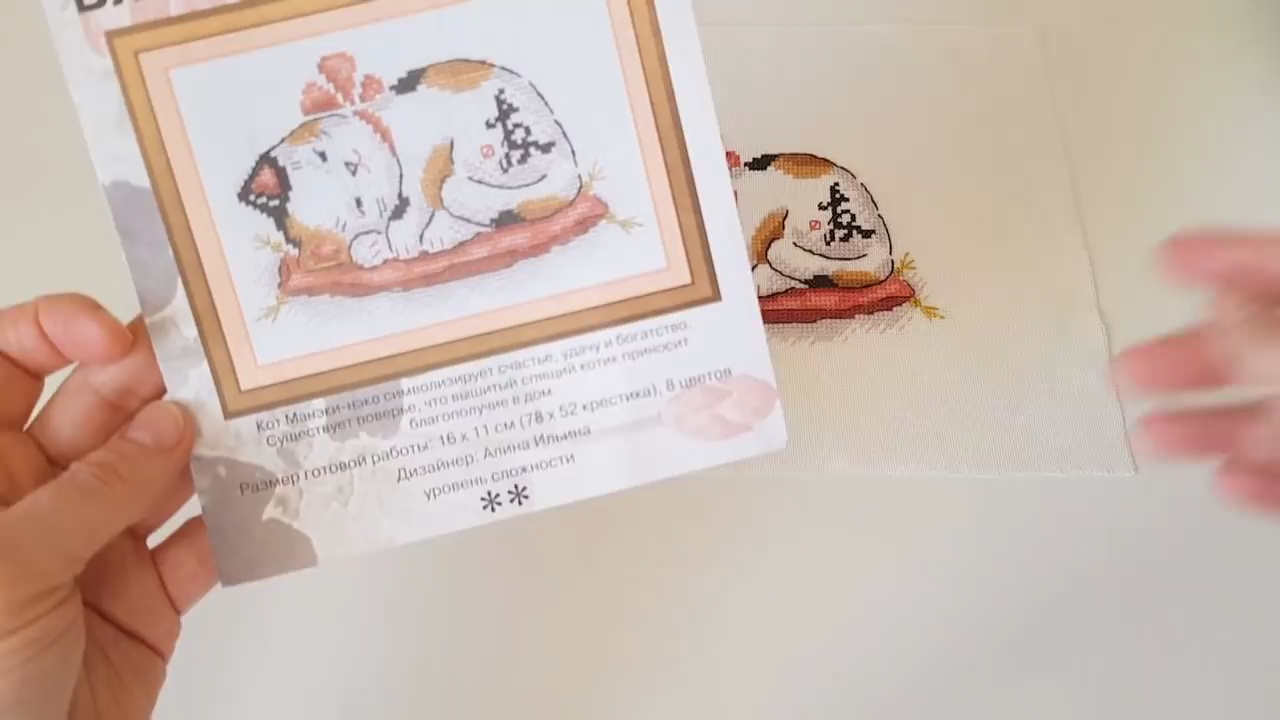 Кот Манэки-нэко символизирует счастье, удачу и богатство.
Существует поверье, что вышитый спящий котик приносит
благополучие в дом
Размер готовой работы: 16 х 11 см (78 х 52 крестика), 8 цветов
Дизайнер: Алина Ильина
уровень сложности
**